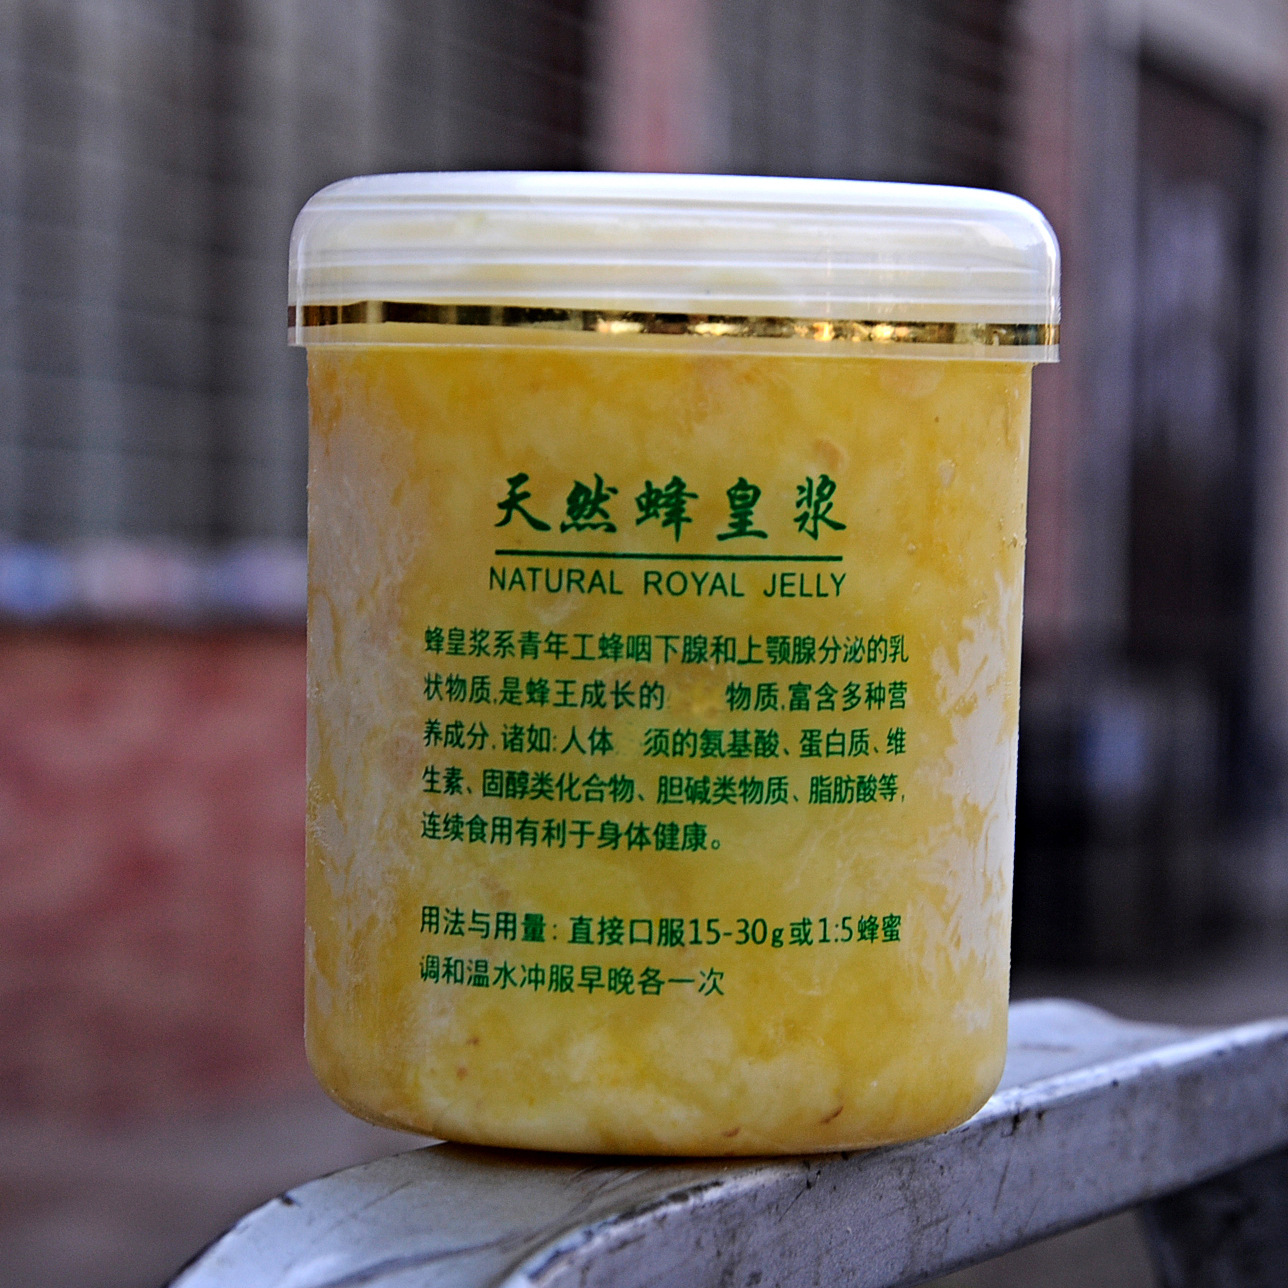 天然蜂皇浆
NATURAL ROYAL JELLY
蜂皇浆系青年工蜂咽下腺和上颚腺分泌的乳
状物质,是蜂王成长的 物质,富含多种营
养成分,诸如:人体 须的氨基酸、蛋白质、维
生素、固醇类化合物、胆碱类物质、脂肪酸等,
连续食用有利于身体健康。
用法与用量:直接口服15-30g或1:5蜂蜜
调和温水冲服早晚各一次